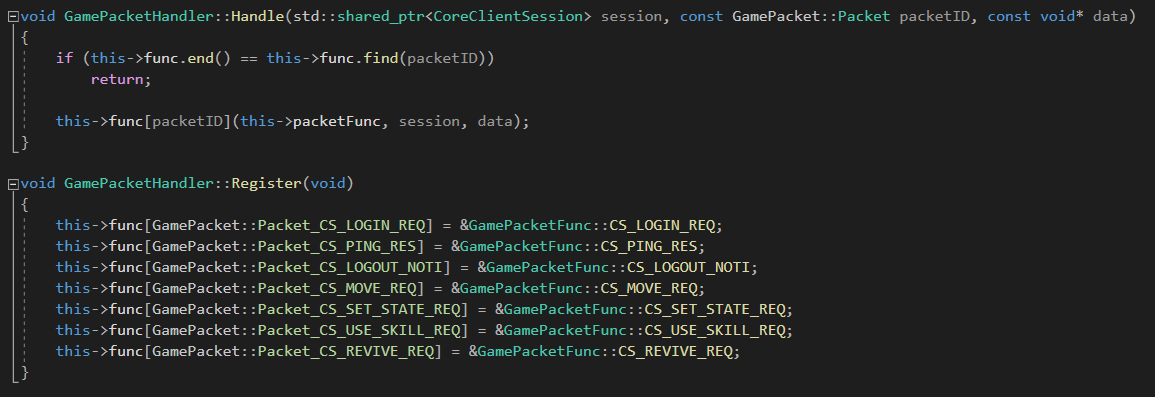 void GamePacketHandler::Handle(std::shared_ptr<CoreClientSession> session, const GamePacket::Packet packetID, const void* data)
{
    if (this->func.end() == this->func.find(packetID))
        return;

    this->func[packetID](this->packetFunc, session, data);
}

void GamePacketHandler::Register(void)
{
    this->func[GamePacket::Packet_CS_LOGIN_REQ] = &GamePacketFunc::CS_LOGIN_REQ;
    this->func[GamePacket::Packet_CS_PING_RES] = &GamePacketFunc::CS_PING_RES;
    this->func[GamePacket::Packet_CS_LOGOUT_NOTI] = &GamePacketFunc::CS_LOGOUT_NOTI;
    this->func[GamePacket::Packet_CS_MOVE_REQ] = &GamePacketFunc::CS_MOVE_REQ;
    this->func[GamePacket::Packet_CS_SET_STATE_REQ] = &GamePacketFunc::CS_SET_STATE_REQ;
    this->func[GamePacket::Packet_CS_USE_SKILL_REQ] = &GamePacketFunc::CS_USE_SKILL_REQ;
    this->func[GamePacket::Packet_CS_REVIVE_REQ] = &GamePacketFunc::CS_REVIVE_REQ;
}